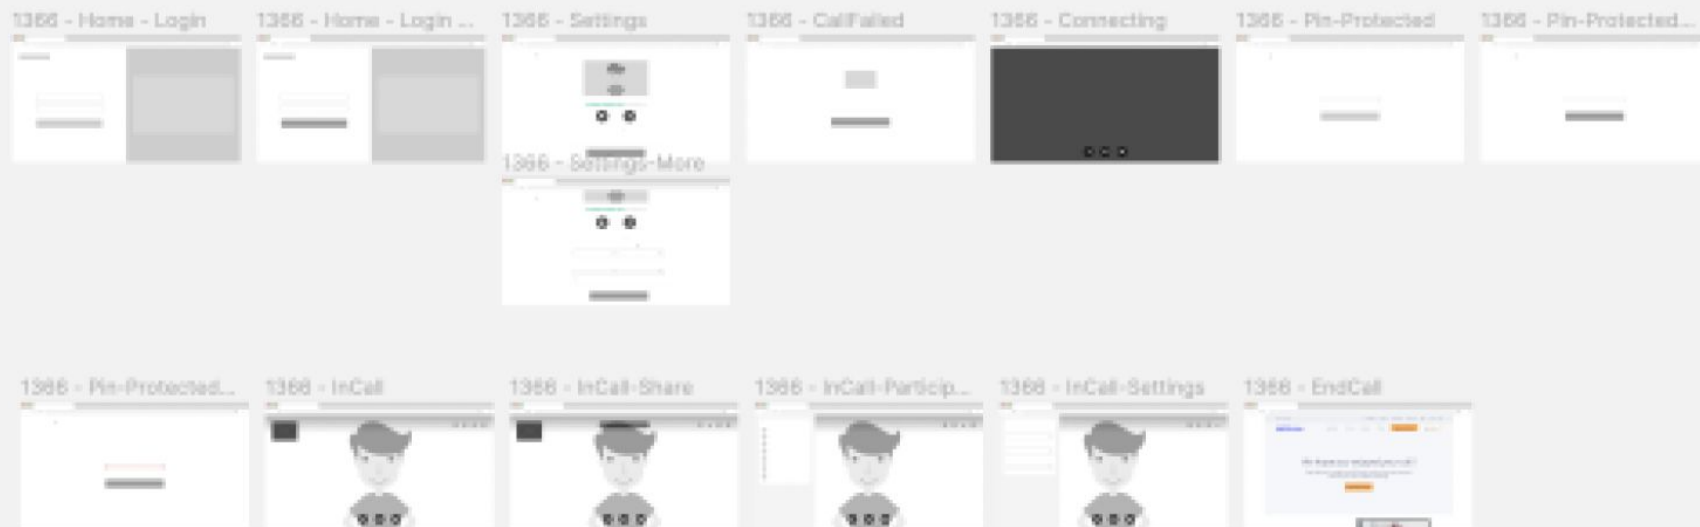 1366 - Home - Login
1366 - Home - Login ...
1366 - Settings
1366 - CallFailed
1366 - Connecting
1366 - Pin-Protected
1366 - Pin-Protected...
1366 - Settings-More
1366 - Pin-Protected...
1366 - InCall
1366 - InCall-Share
1366 - InCall-Particip...
1366 - InCall-Settings
1366 - EndCall